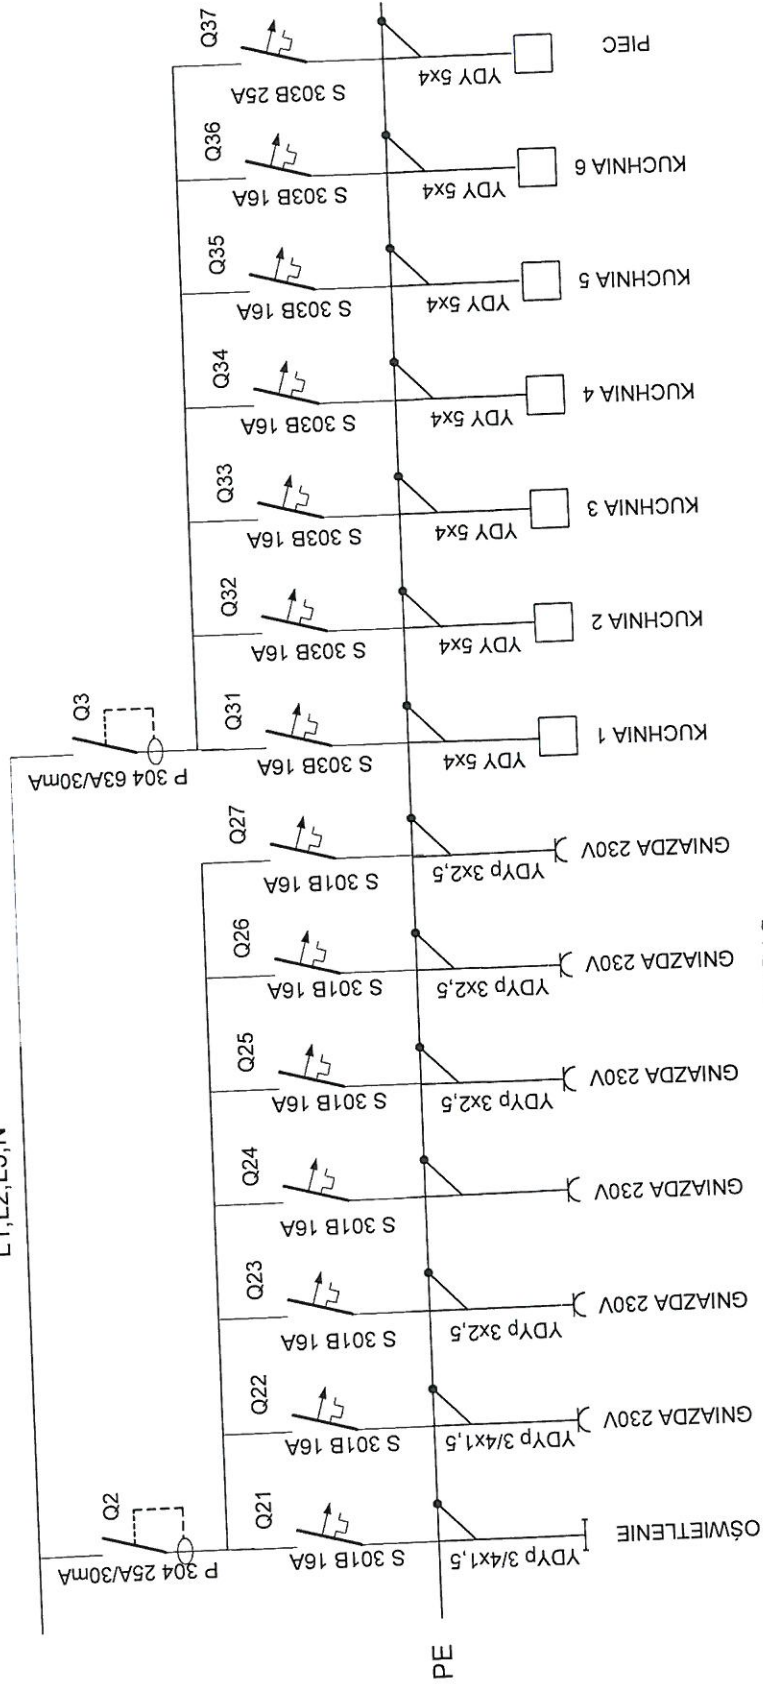 L1,L2,L3,N
Q2
P 304 25A/30mA
Q3
P 304 63A/30mA
Q21
S 301B 16A
YDYp 3/4x1,5
OŚWIETLENIE
Q22
S 301B 16A
YDYp 3/4x1,5
GNIAZDA 230V
Q23
S 301B 16A
YDYp 3x2,5
GNIAZDA 230V
Q24
S 301B 16A
GNIAZDA 230V
Q25
S 301B 16A
YDYp 3x2,5
GNIAZDA 230V
Q26
S 301B 16A
YDYp 3x2,5
GNIAZDA 230V
Q27
S 301B 16A
YDYp 3x2,5
GNIAZDA 230V
Q31
S 303B 16A
YDY 5x4
KUCHNIA 1
Q32
S 303B 16A
YDY 5x4
KUCHNIA 2
Q33
S 303B 16A
YDY 5x4
KUCHNIA 3
Q34
S 303B 16A
YDY 5x4
KUCHNIA 4
Q35
S 303B 16A
YDY 5x4
KUCHNIA 5
Q36
S 303B 16A
YDY 5x4
KUCHNIA 6
Q37
S 303B 25A
YDY 5x4
PIEC
PE